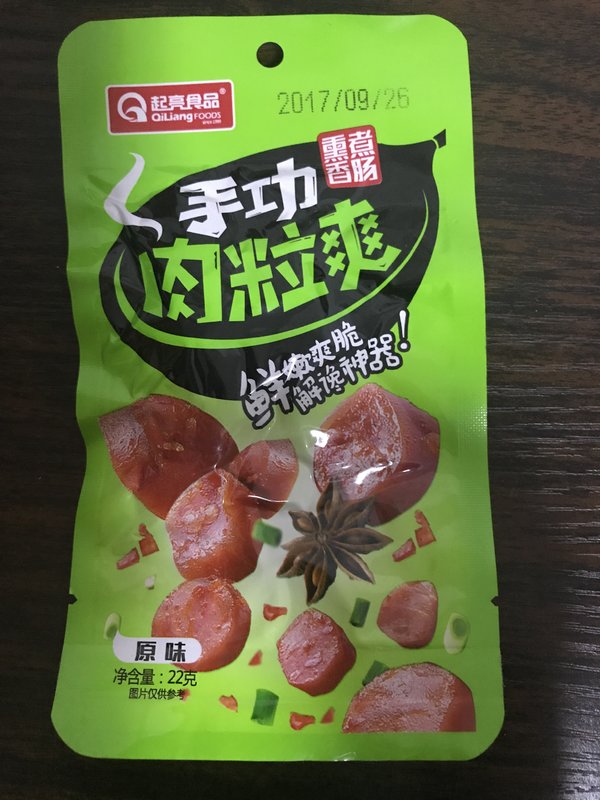 2017/09/26
起亮食品®
QiLiang FOODS
熏煮
香肠
手功
肉粒爽
鲜嫩爽脆
解馋神器!
原味
净含量:22克
图片仅供参考